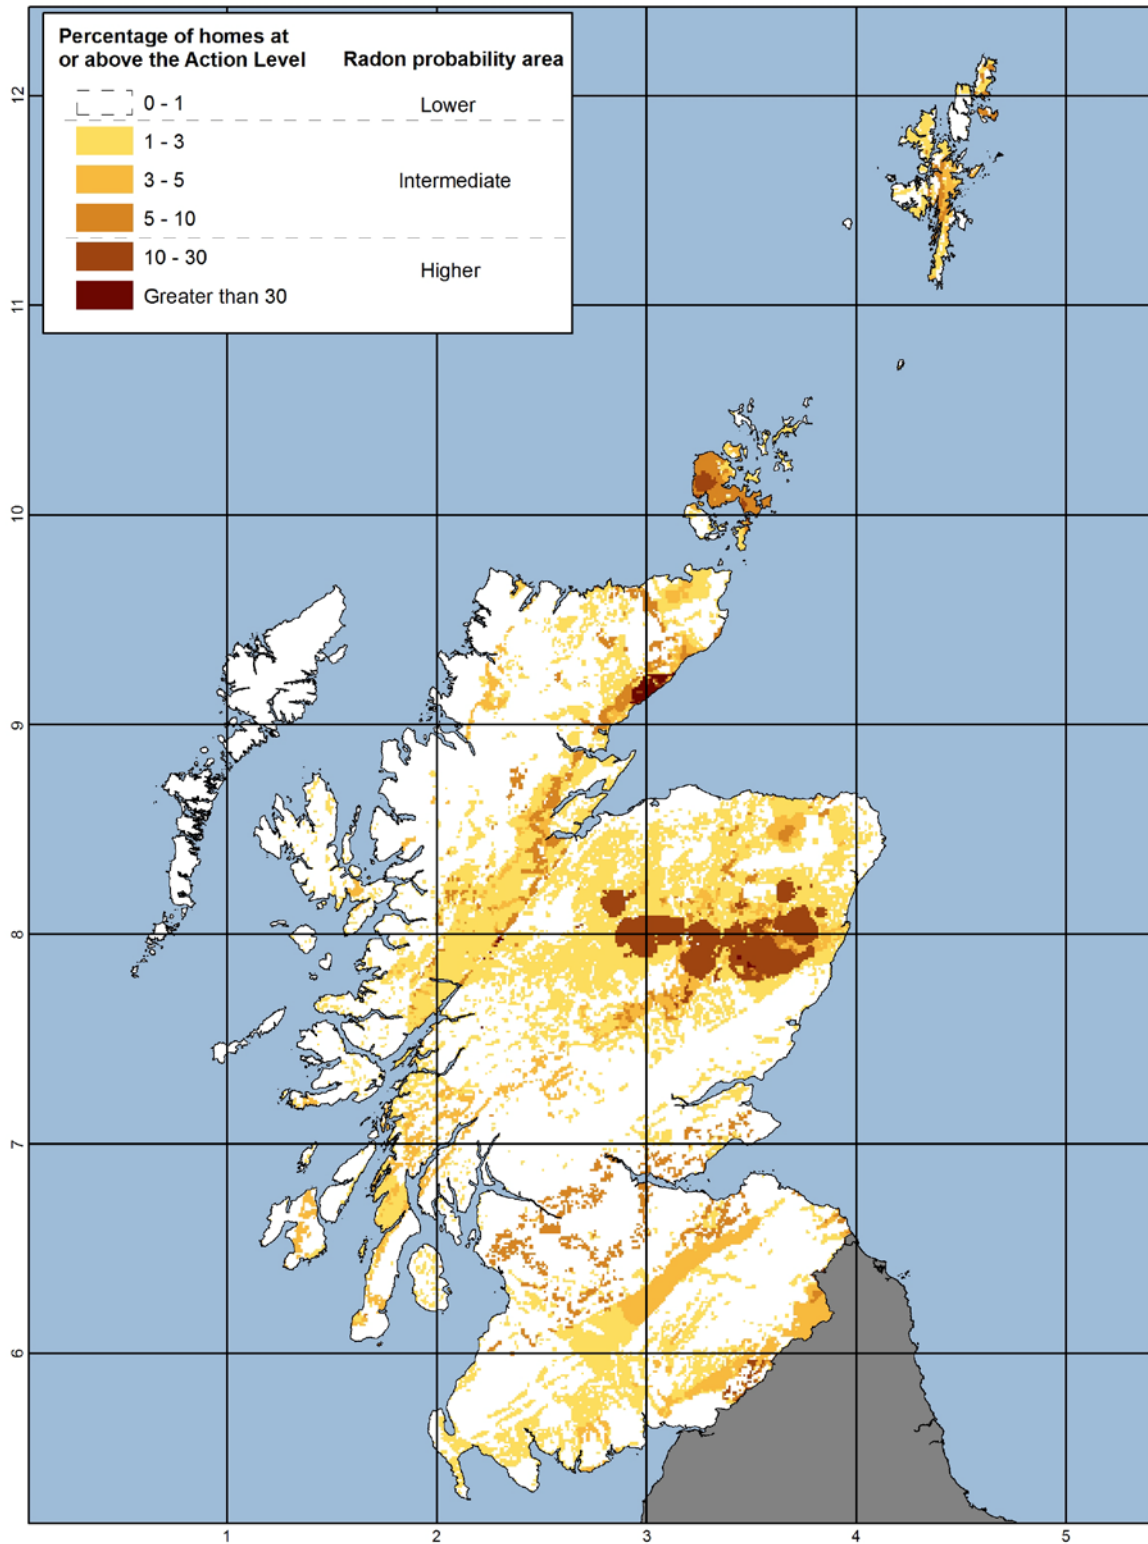 Percentage of homes at
or above the Action Level
Radon probability area
0 - 1
Lower
1 - 3
3 - 5
Intermediate
5 - 10
10 - 30
Higher
Greater than 30
12
11
10
9
8
7
6
1 2 3 4 5